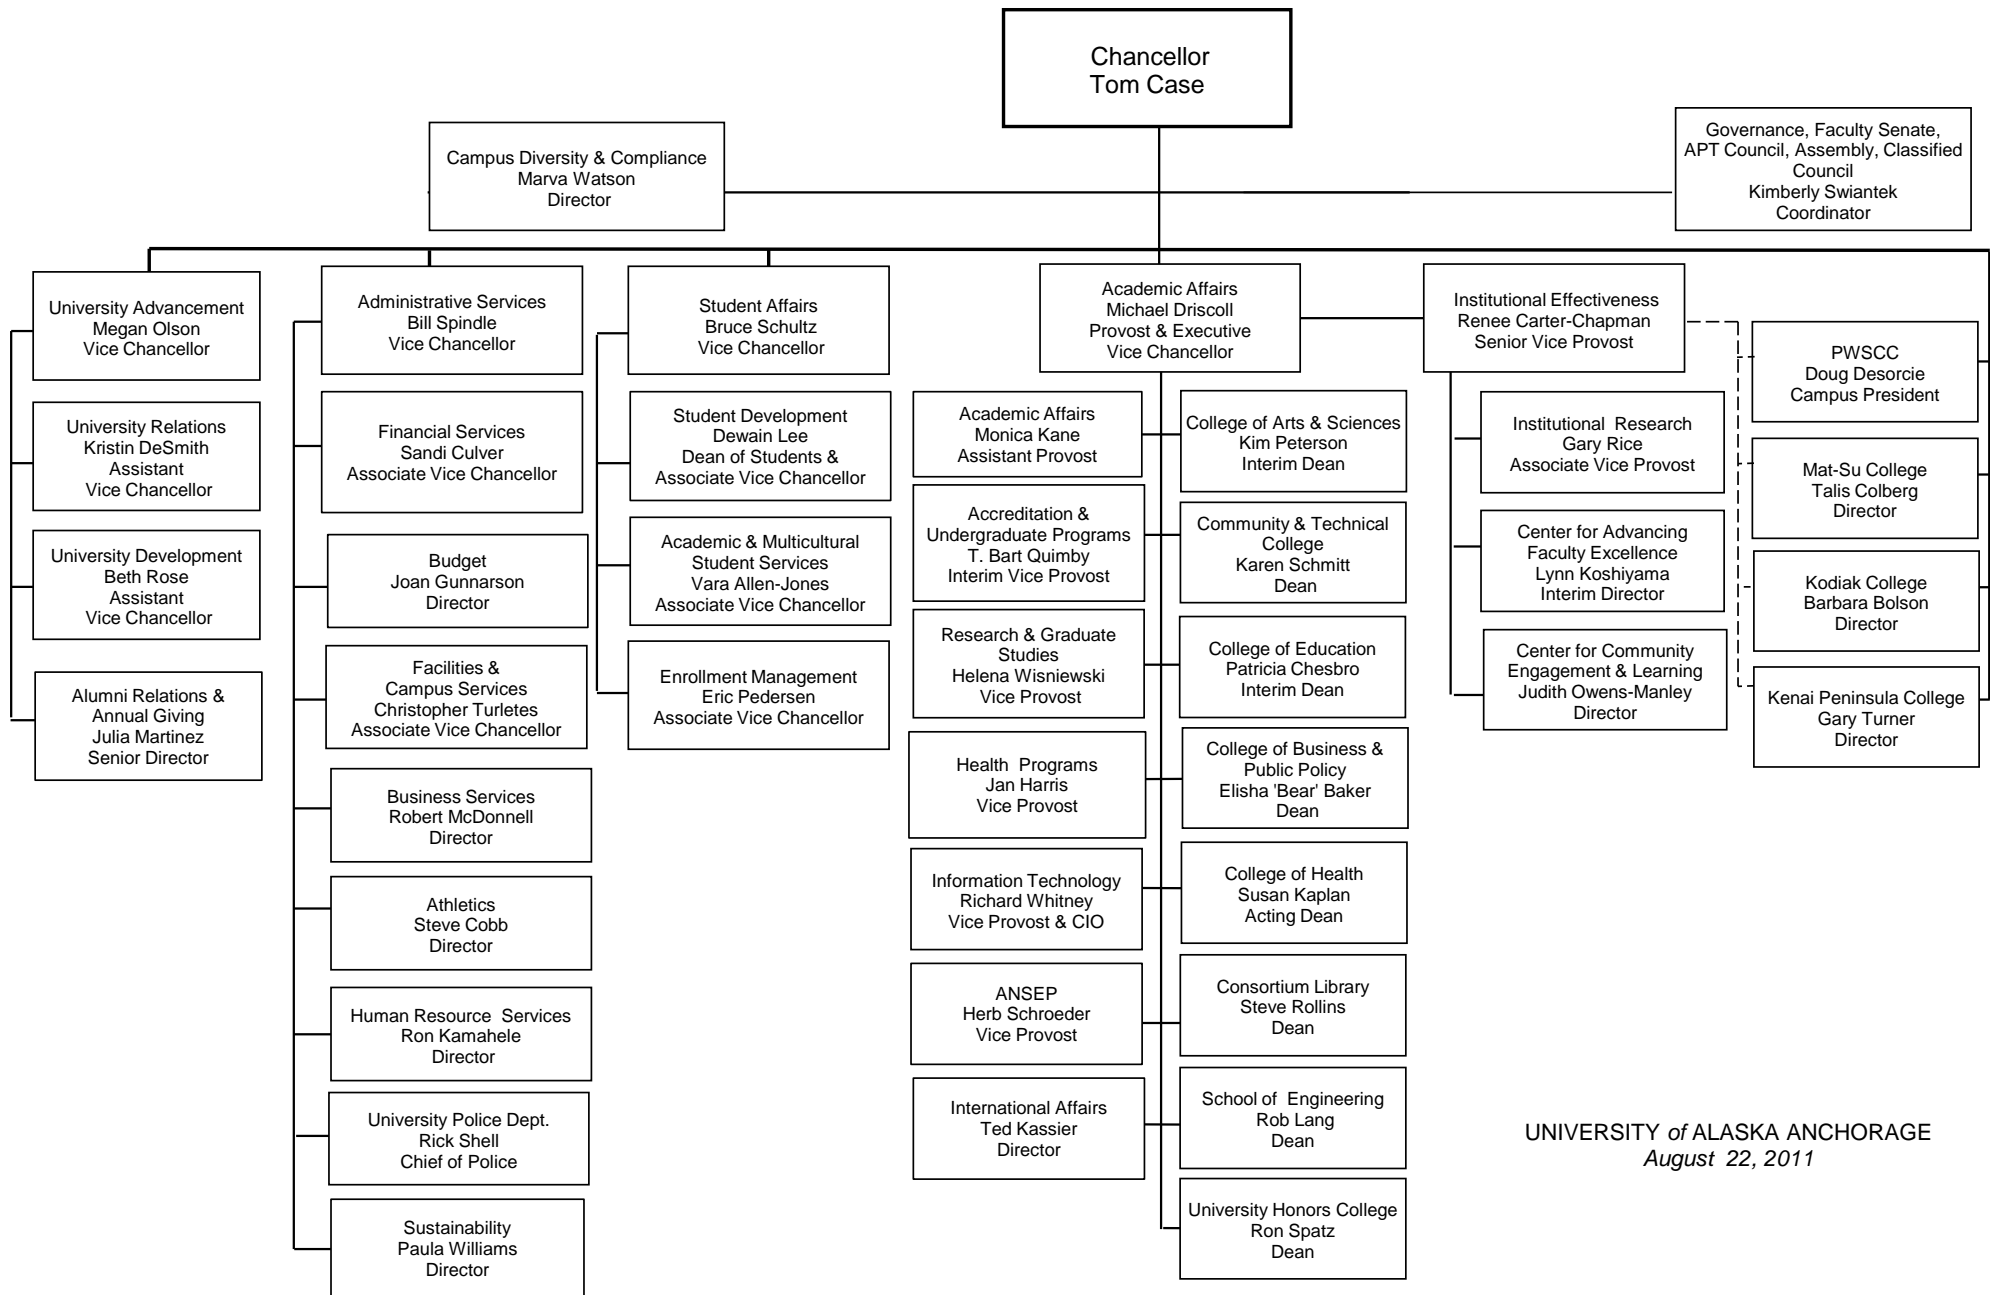 Chancellor
Tom Case
Campus Diversity & Compliance
Marva Watson
Director
Governance, Faculty Senate,
APT Council, Assembly, Classified
Council
Kimberly Swiantek
Coordinator
University Advancement
Megan Olson
Vice Chancellor
University Relations
Kristin DeSmith
Assistant
Vice Chancellor
University Development
Beth Rose
Assistant
Vice Chancellor
Alumni Relations &
Annual Giving
Julia Martinez
Senior Director
Administrative Services
Bill Spindle
Vice Chancellor
Financial Services
Sandi Culver
Associate Vice Chancellor
Budget
Joan Gunnarson
Director
Facilities &
Campus Services
Christopher Turletes
Associate Vice Chancellor
Business Services
Robert McDonnell
Director
Athletics
Steve Cobb
Director
Human Resource Services
Ron Kamahele
Director
University Police Dept.
Rick Shell
Chief of Police
Sustainability
Paula Williams
Director
Student Affairs
Bruce Schultz
Vice Chancellor
Student Development
Dewain Lee
Dean of Students &
Associate Vice Chancellor
Academic & Multicultural
Student Services
Vara Allen-Jones
Associate Vice Chancellor
Enrollment Management
Eric Pedersen
Associate Vice Chancellor
Academic Affairs
Michael Driscoll
Provost & Executive
Vice Chancellor
Academic Affairs
Monica Kane
Assistant Provost
Accreditation &
Undergraduate Programs
T. Bart Quimby
Interim Vice Provost
Research & Graduate
Studies
Helena Wisniewski
Vice Provost
Health Programs
Jan Harris
Vice Provost
Information Technology
Richard Whitney
Vice Provost & CIO
ANSEP
Herb Schroeder
Vice Provost
International Affairs
Ted Kassier
Director
College of Arts & Sciences
Kim Peterson
Interim Dean
Community & Technical
College
Karen Schmitt
Dean
College of Education
Patricia Chesbro
Interim Dean
College of Business &
Public Policy
Elisha 'Bear' Baker
Dean
College of Health
Susan Kaplan
Acting Dean
Consortium Library
Steve Rollins
Dean
School of Engineering
Rob Lang
Dean
University Honors College
Ron Spatz
Dean
Institutional Effectiveness
Renee Carter-Chapman
Senior Vice Provost
Institutional Research
Gary Rice
Associate Vice Provost
Center for Advancing
Faculty Excellence
Lynn Koshiyama
Interim Director
Center for Community
Engagement & Learning
Judith Owens-Manley
Director
PWSCC
Doug Desorcie
Campus President
Mat-Su College
Talis Colberg
Director
Kodiak College
Barbara Bolson
Director
Kenai Peninsula College
Gary Turner
Director
UNIVERSITY of ALASKA ANCHORAGE
August 22, 2011